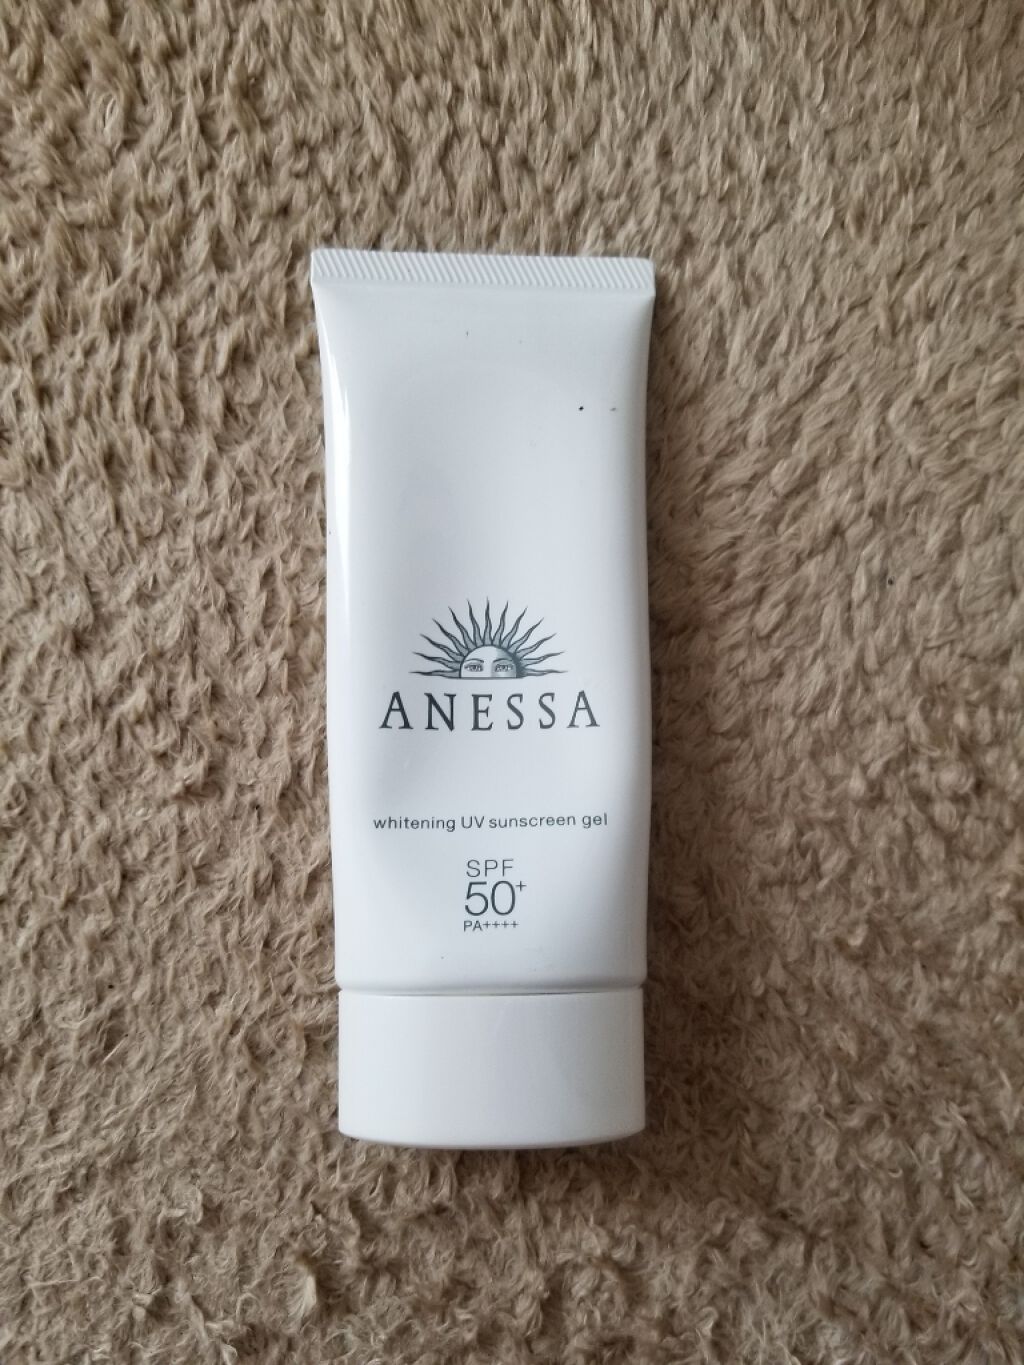 ANESSA
whitening UV sunscreen gel
SPF
50+
PA++++